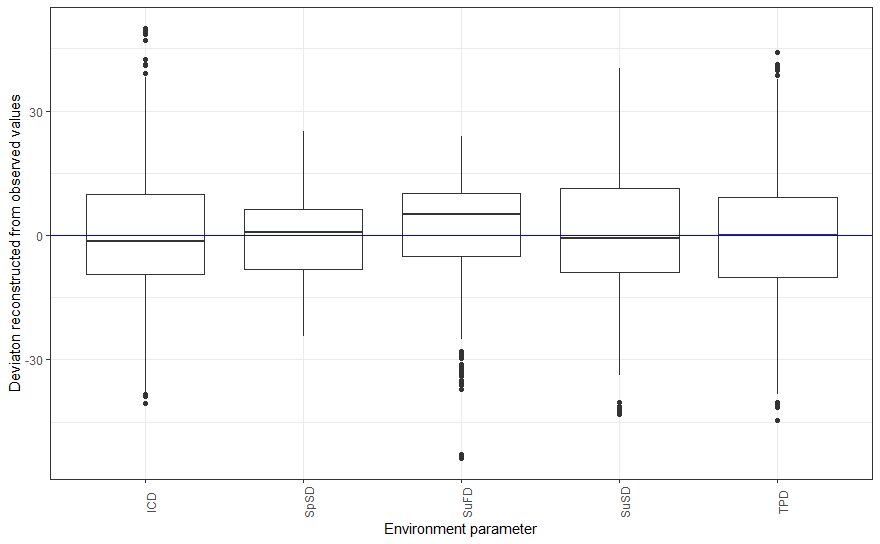 Deviaton reconstructed from observed values
30
0
-30
ICD
SpSD
SuFD
SuSD
TPD
Environment parameter